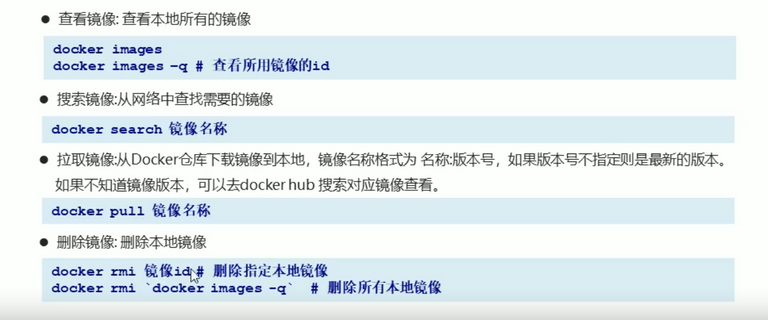 ● 查看镜像: 查看本地所有的镜像
docker images
docker images –q # 查看所用镜像的id
● 搜索镜像:从网络中查找需要的镜像
docker search 镜像名称
● 拉取镜像:从Docker仓库下载镜像到本地，镜像名称格式为 名称:版本号，如果版本号不指定则是最新的版本。
如果不知道镜像版本，可以去docker hub 搜索对应镜像查看。
docker pull 镜像名称
● 删除镜像: 删除本地镜像
docker rmi 镜像id # 删除指定本地镜像
docker rmi `docker images -q` # 删除所有本地镜像